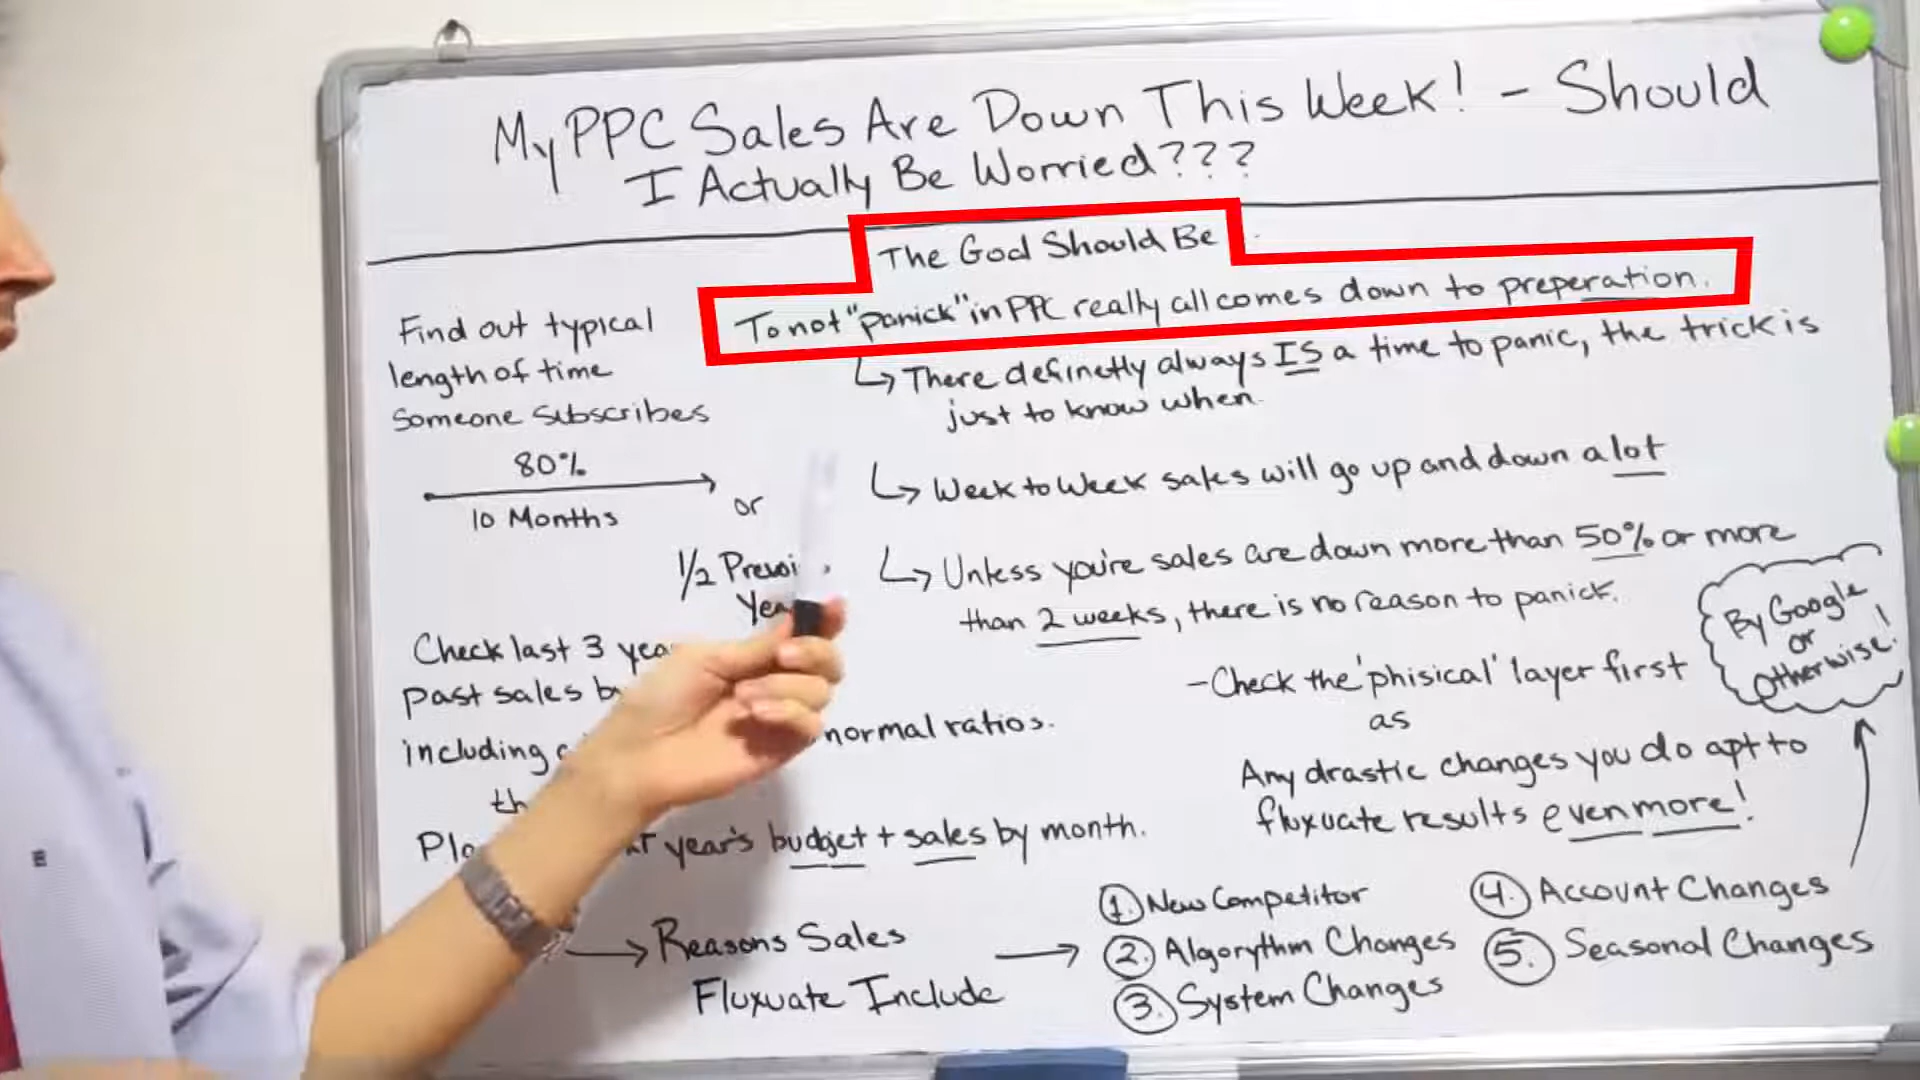 My PPC Sales Are Down This Week! - Should
I Actually Be Worried???
The Goal Should Be
To not "panick" in PPC really all comes down to preperation.
↳ There definetly always IS a time to panic, the trick is
just to know when.
↳ Week to Week sales will go up and down a lot
↳ Unless you're sales are down more than 50% or more
than 2 weeks, there is no reason to panick.
- Check the 'phisical' layer first
as
Any drastic changes you do apt to
fluxuate results even more!
By Google
or
Otherwise!
Find out typical
length of time
Someone Subscribes
80%
10 Months
or
1/2
Check last 3
past sales
including
normal ratios.
year's budget + sales by month.
→ Reasons Sales
Fluxuate Include →
1. New Competitor
2. Algorythm Changes
3. System Changes
4. Account Changes
5. Seasonal Changes